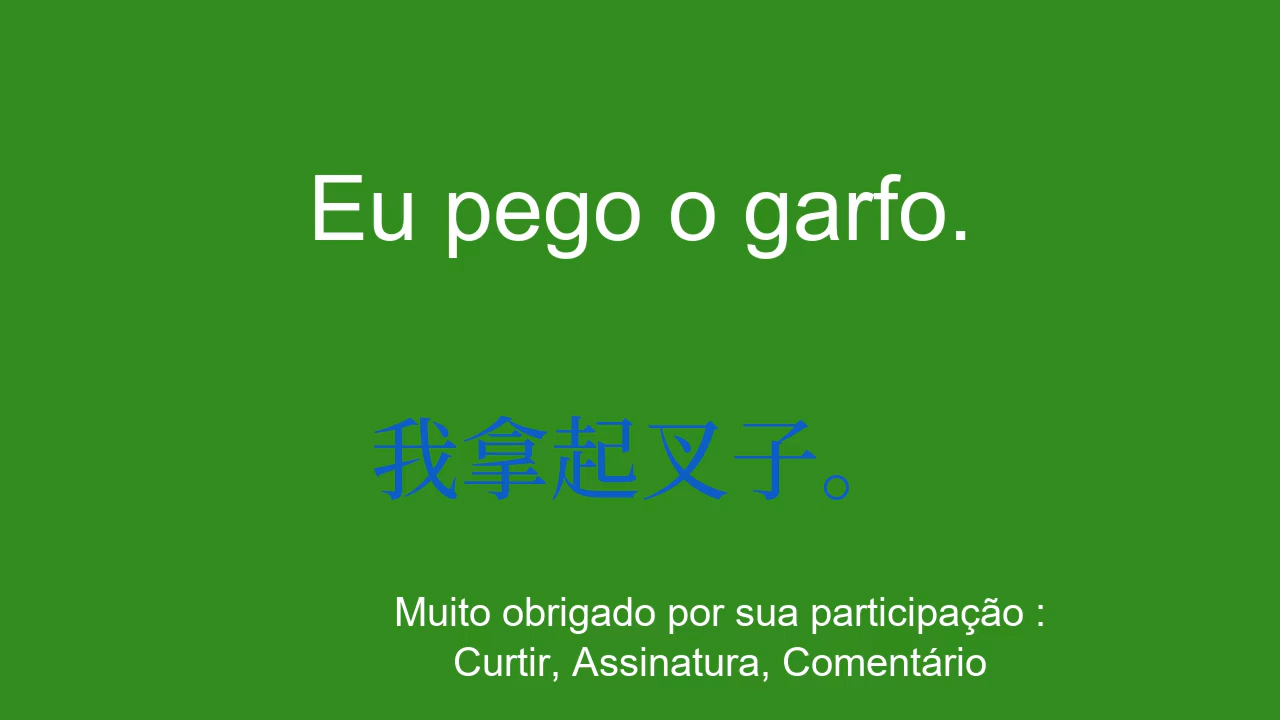 Eu pego o garfo.
我拿起叉子。
Muito obrigado por sua participação :
Curtir, Assinatura, Comentário